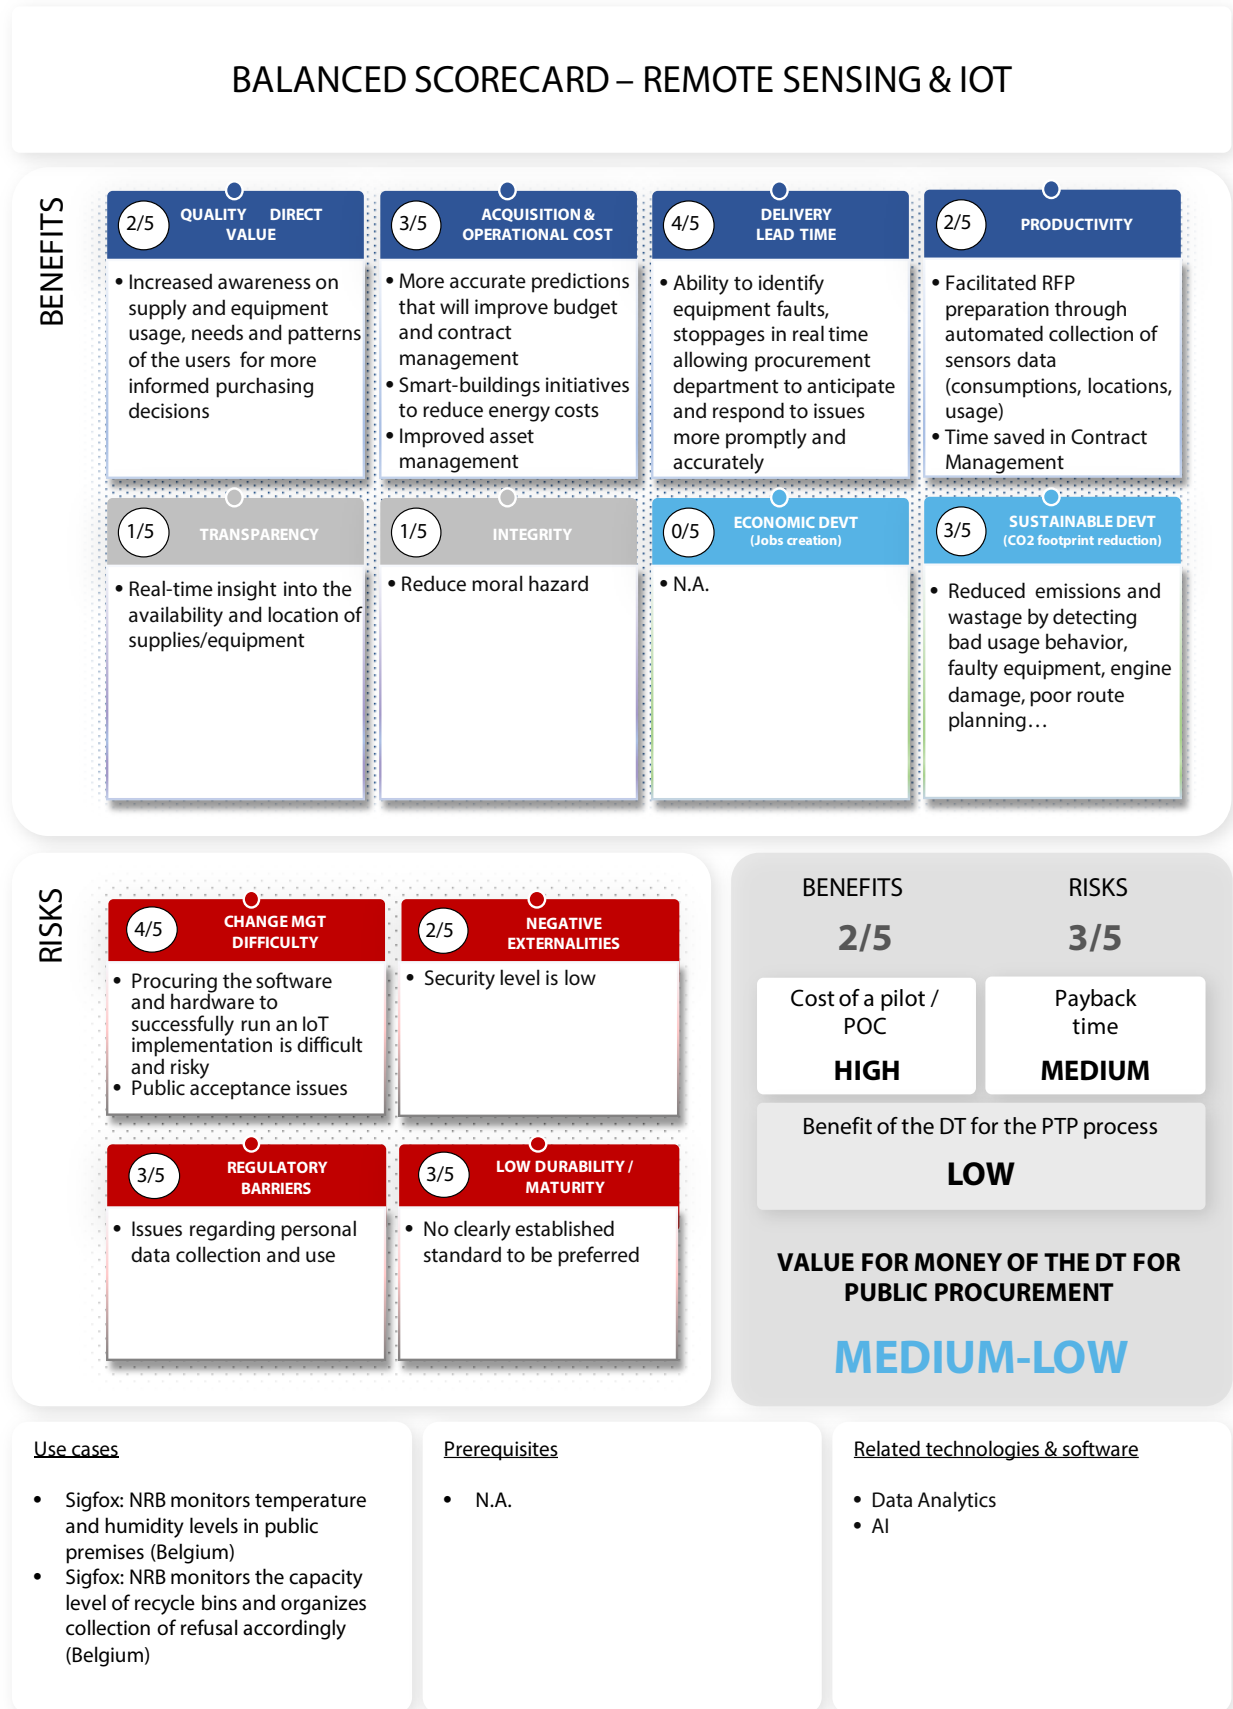 BALANCED SCORECARD – REMOTE SENSING & IOT
BENEFITS
2/5
QUALITY DIRECT
VALUE
• Increased awareness on
supply and equipment
usage, needs and patterns
of the users for more
informed purchasing
decisions
3/5
ACQUISITION &
OPERATIONAL COST
• More accurate predictions
that will improve budget
and contract
management
• Smart-buildings initiatives
to reduce energy costs
• Improved asset
management
4/5
DELIVERY
LEAD TIME
• Ability to identify
equipment faults,
stoppages in real time
allowing procurement
department to anticipate
and respond to issues
more promptly and
accurately
2/5
PRODUCTIVITY
• Facilitated RFP
preparation through
automated collection of
sensors data
(consumptions, locations,
usage)
• Time saved in Contract
Management
1/5
TRANSPARENCY
• Real-time insight into the
availability and location of
supplies/equipment
1/5
INTEGRITY
• Reduce moral hazard
0/5
ECONOMIC DEVT
(Jobs creation)
• N.A.
3/5
SUSTAINABLE DEVT
(CO2 footprint reduction)
• Reduced emissions and
wastage by detecting
bad usage behavior,
faulty equipment, engine
damage, poor route
planning…
RISKS
4/5
CHANGE MGT
DIFFICULTY
• Procuring the software
and hardware to
successfully run an IoT
implementation is difficult
and risky
• Public acceptance issues
2/5
NEGATIVE
EXTERNALITIES
• Security level is low
3/5
REGULATORY
BARRIERS
• Issues regarding personal
data collection and use
3/5
LOW DURABILITY /
MATURITY
• No clearly established
standard to be preferred
BENEFITS
2/5
RISKS
3/5
Cost of a pilot /
POC
HIGH
Payback
time
MEDIUM
Benefit of the DT for the PTP process
LOW
VALUE FOR MONEY OF THE DT FOR
PUBLIC PROCUREMENT
MEDIUM-LOW
Use cases
• Sigfox: NRB monitors temperature
and humidity levels in public
premises (Belgium)
• Sigfox: NRB monitors the capacity
level of recycle bins and organizes
collection of refusal accordingly
(Belgium)
Prerequisites
• N.A.
Related technologies & software
• Data Analytics
• AI